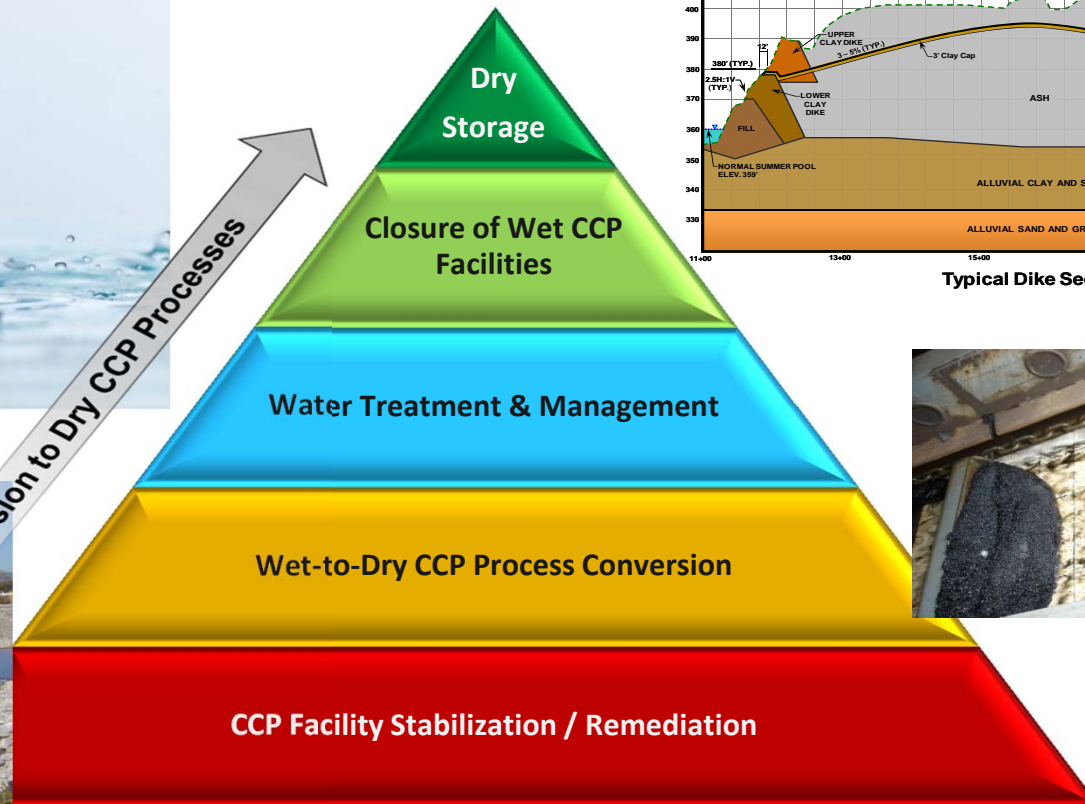 Dry
Storage
Closure of Wet CCP
Facilities
Water Treatment & Management
Wet-to-Dry CCP Process Conversion
CCP Facility Stabilization / Remediation
to Dry CCP Processes
400
390
380
370
360
350
340
330
12'
380' (TYP.)
2.5H:1V
(TYP.)
UPPER
CLAY DIKE
3 – 5% (TYP.)
3' Clay Cap
LOWER
CLAY
DIKE
ASH
FILL
NORMAL SUMMER POOL
ELEV. 359'
ALLUVIAL CLAY AND
ALLUVIAL SAND AND
11+00
13+00
15+00
Typical Dike